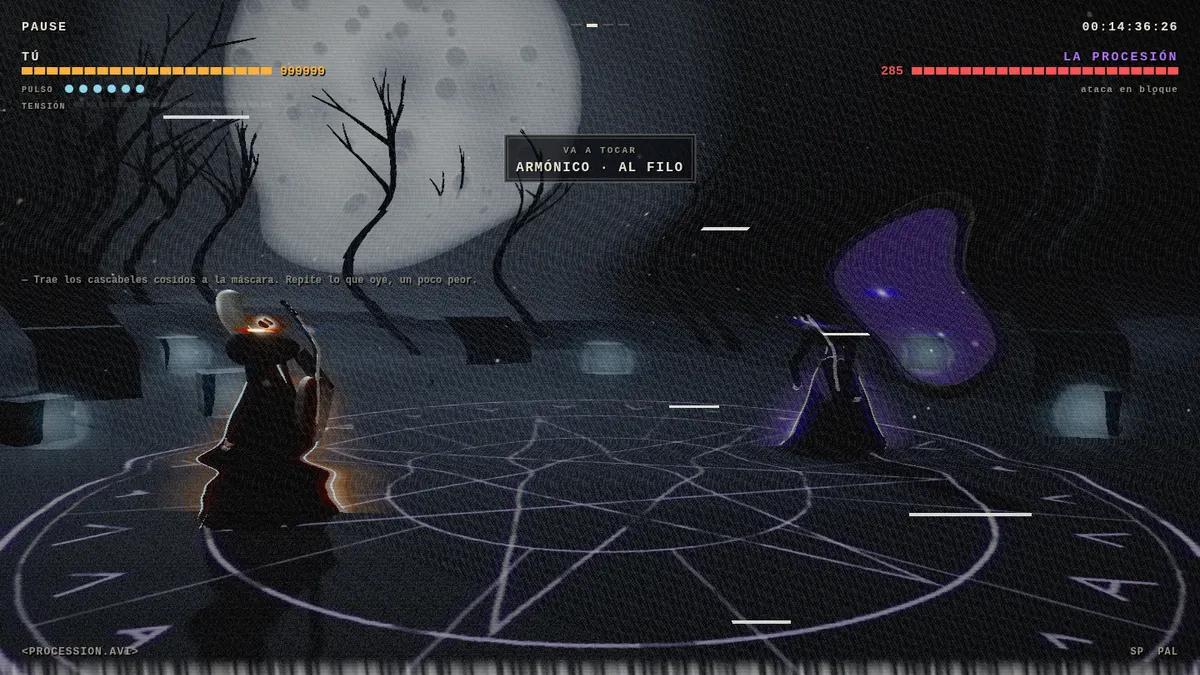 PAUSE
00:14:36:26
TÚ
999999
PULSO
TENSIÓN
LA PROCESIÓN
285
ataca en bloque
VA A TOCAR
ARMÓNICO · AL FILO
— Trae los cascabeles cosidos a la máscara. Repite lo que oye, un poco peor.
<PROCESSION.AVI>
SP PAL